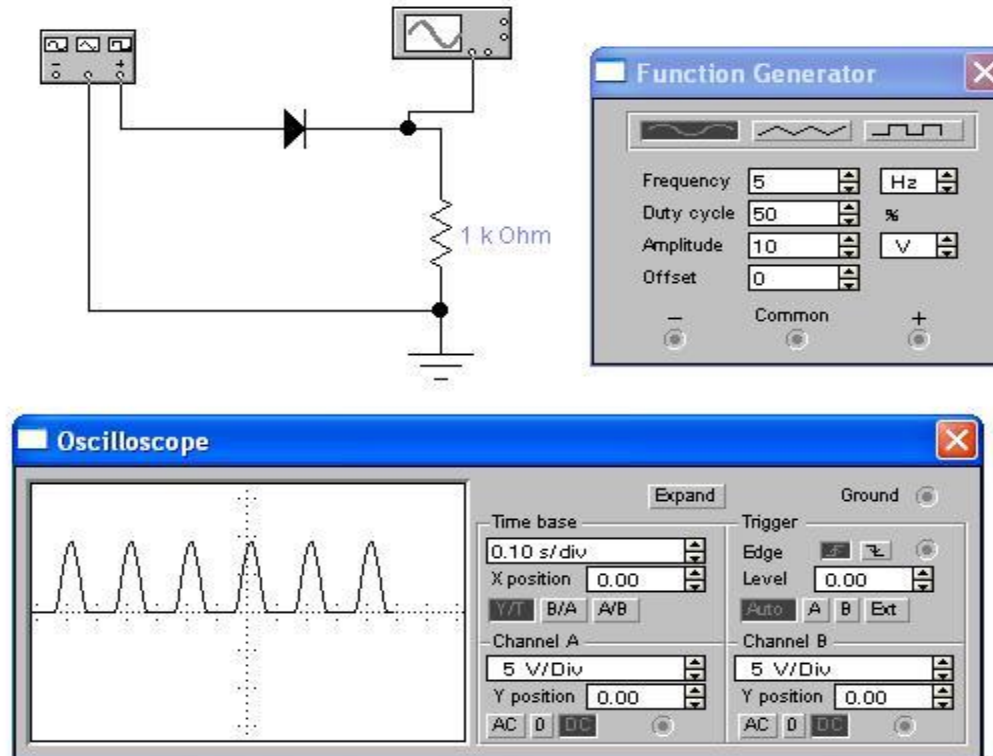 - +
1 k Ohm
Function Generator
Frequency 5 Hz
Duty cycle 50 %
Amplitude 10 V
Offset 0
- Common +
Oscilloscope
Expand Ground
Time base
0.10 s/div
X position 0.00
Y/T B/A A/B
Trigger
Edge
Level 0.00
Auto A B Ext
Channel A
5 V/Div
Y position 0.00
AC 0 DC
Channel B
5 V/Div
Y position 0.00
AC 0 DC